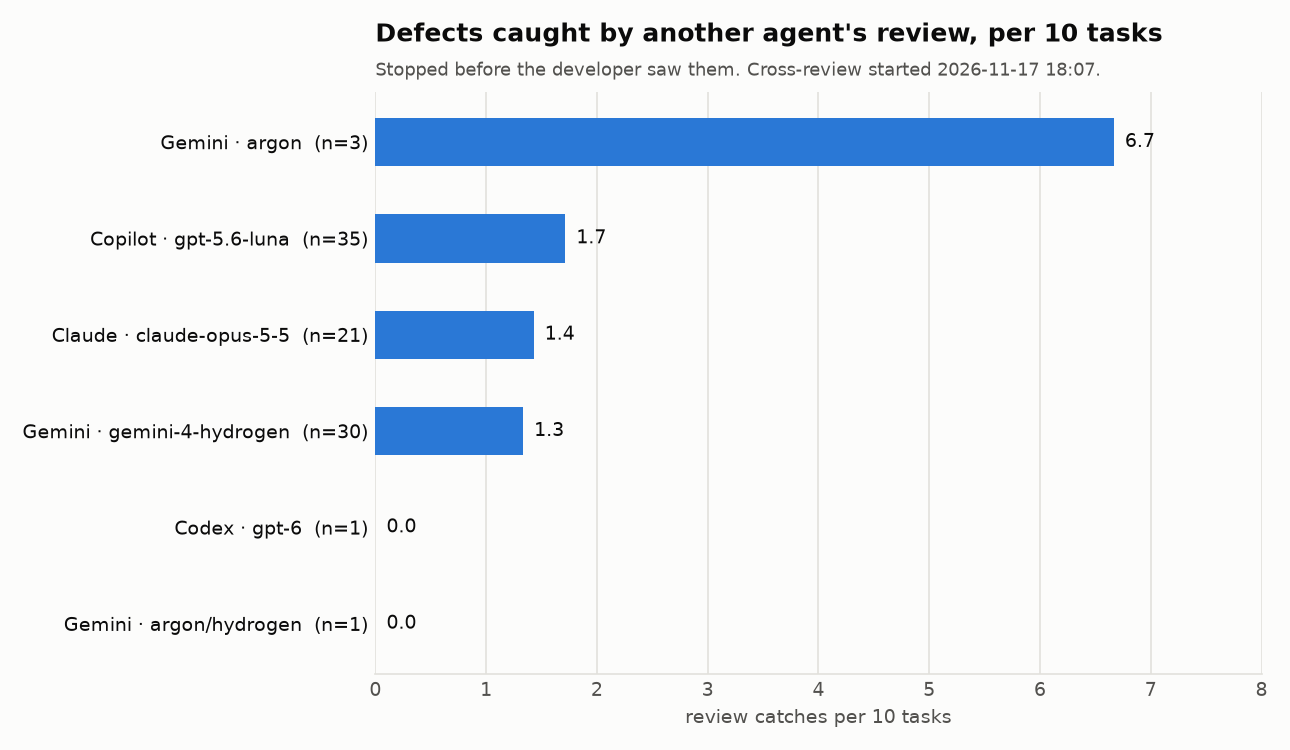 Defects caught by another agent's review, per 10 tasks
Stopped before the developer saw them. Cross-review started 2026-11-17 18:07.
Gemini · argon (n=3) 6.7
Copilot · gpt-5.6-luna (n=35) 1.7
Claude · claude-opus-5-5 (n=21) 1.4
Gemini · gemini-4-hydrogen (n=30) 1.3
Codex · gpt-6 (n=1) 0.0
Gemini · argon/hydrogen (n=1) 0.0
0 1 2 3 4 5 6 7 8
review catches per 10 tasks